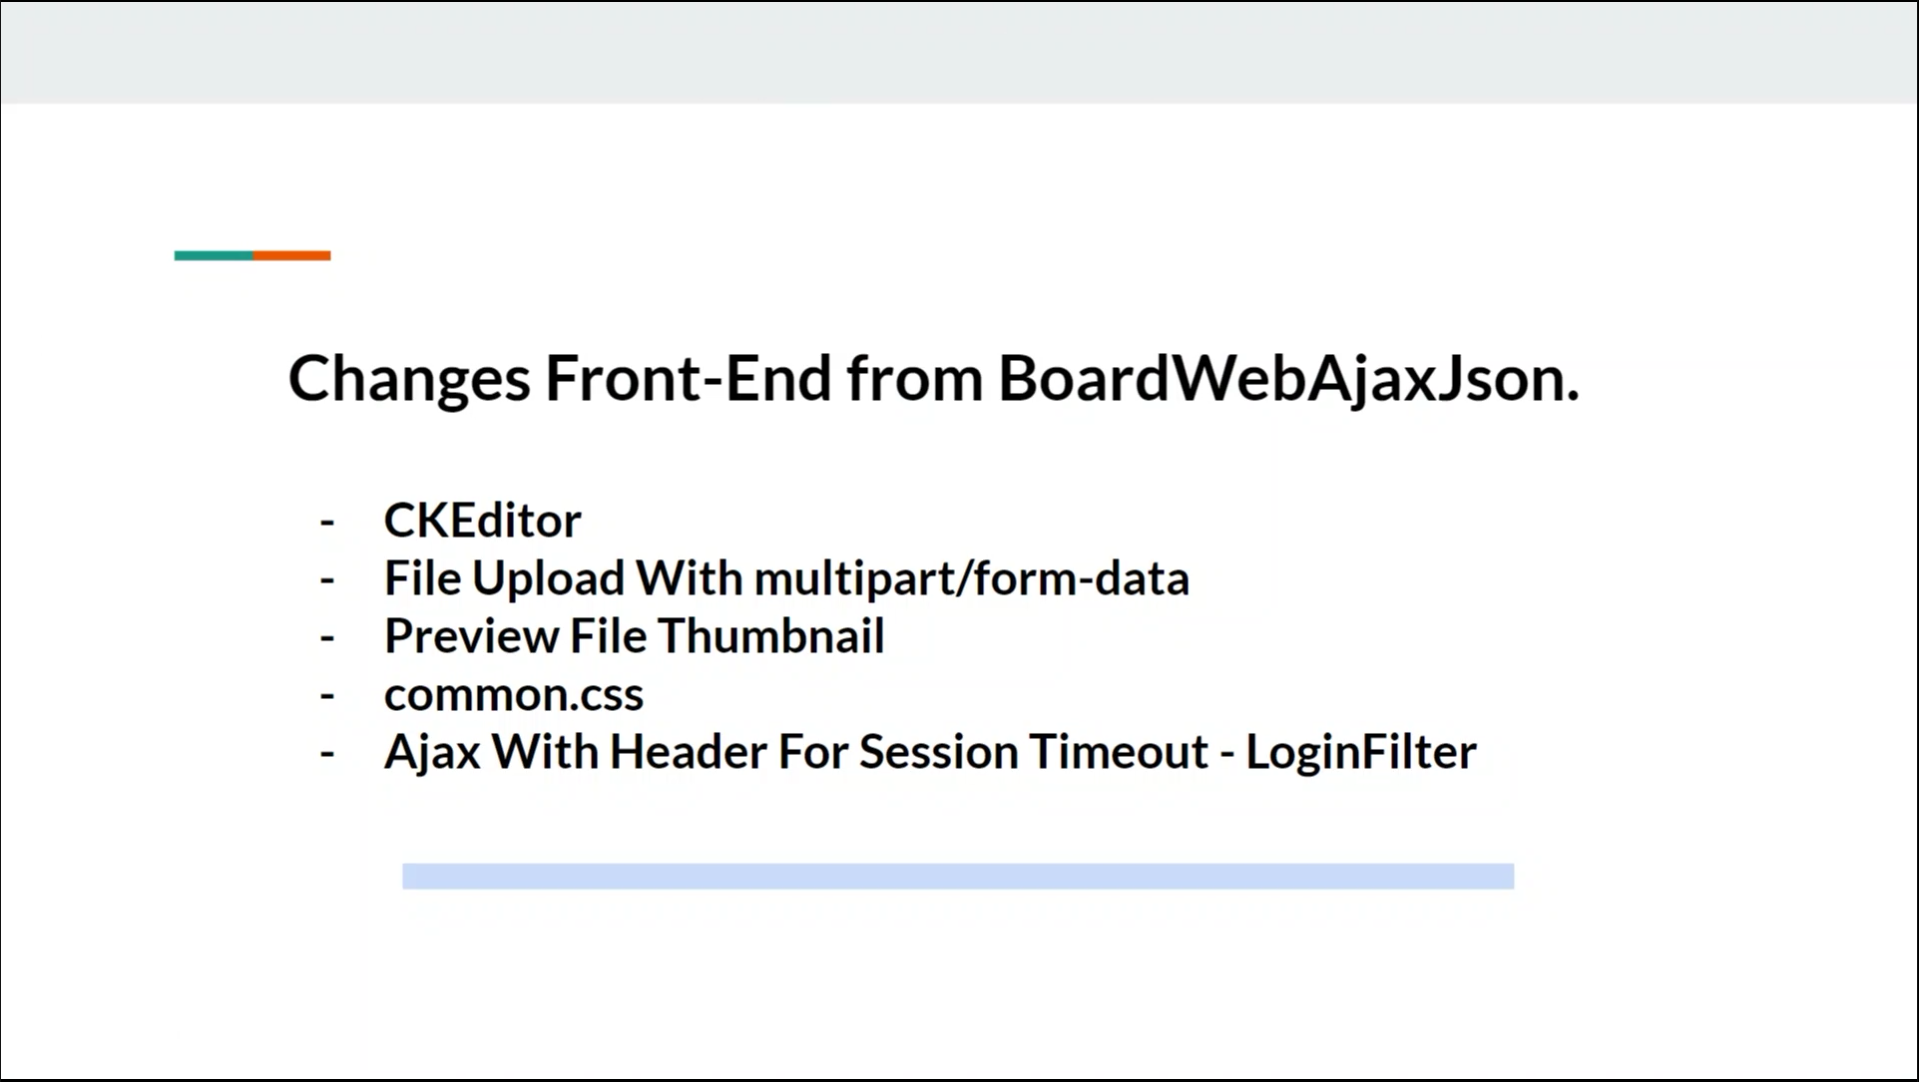 Changes Front-End from BoardWebAjaxJson.
- CKEditor
- File Upload With multipart/form-data
- Preview File Thumbnail
- common.css
- Ajax With Header For Session Timeout - LoginFilter